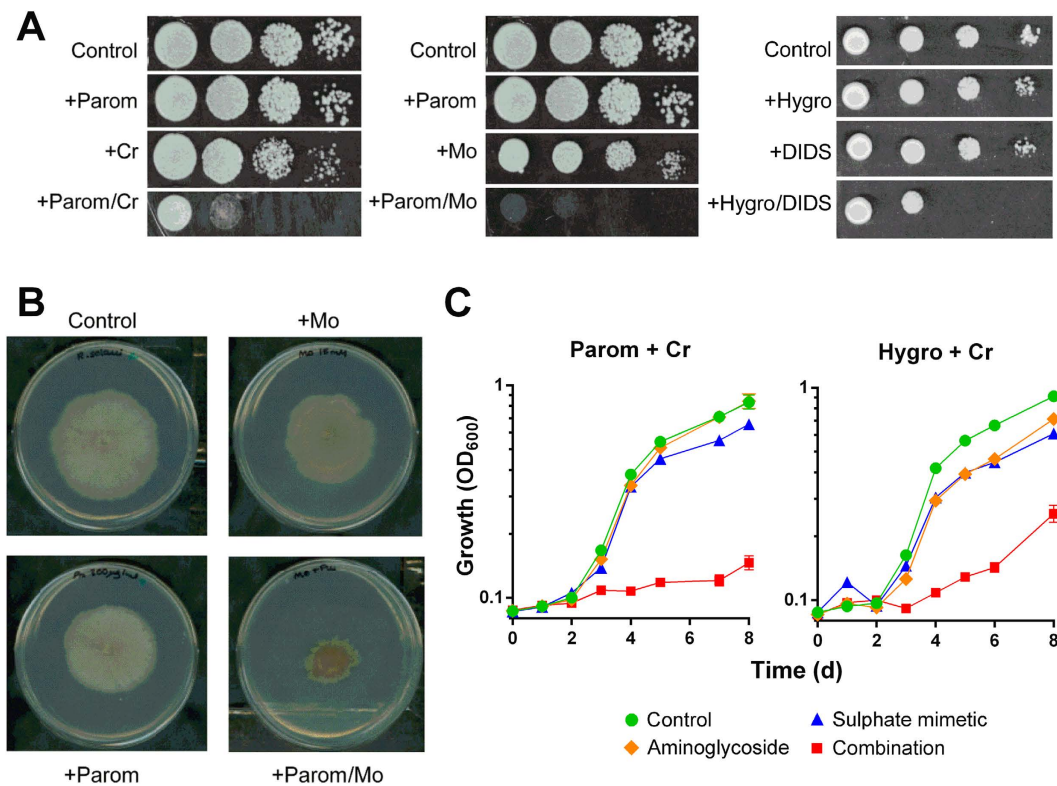 A
Control
+Parom
+Cr
+Parom/Cr
Control
+Parom
+Mo
+Parom/Mo
Control
+Hygro
+DIDS
+Hygro/DIDS
B
Control
+Mo
R. solani
+Parom
+Parom/Mo
C
Parom + Cr
Hygro + Cr
Growth (OD600)
1
0.1
0 2 4 6 8
1
0.1
0 2 4 6 8
Time (d)
Control
Sulphate mimetic
Aminoglycoside
Combination